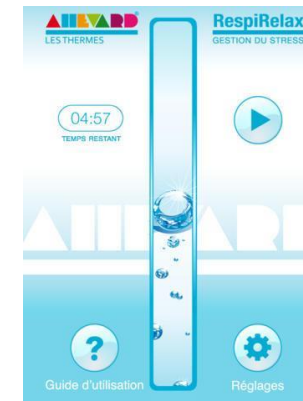 ALLEVARD
LES THERMES
RespiRelax
GESTION DU STRESS
04:57
TEMPS RESTANT
?
Guide d'utilisation
Réglages